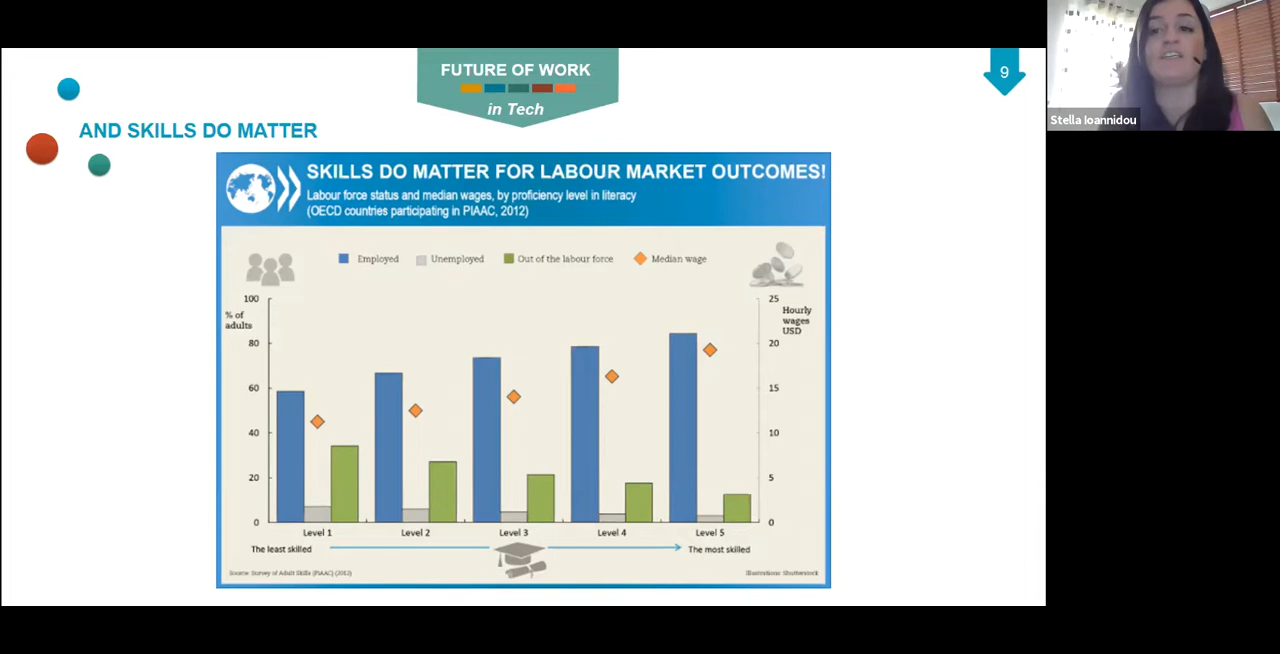 FUTURE OF WORK
in Tech
9
Stella Ioannidou
AND SKILLS DO MATTER
SKILLS DO MATTER FOR LABOUR MARKET OUTCOMES!
Labour force status and median wages, by proficiency level in literacy
(OECD countries participating in PIAAC, 2012)
Employed Unemployed Out of the labour force Median wage
% of
adults
100
80
60
40
20
0
Hourly
wages
USD
25
20
15
10
5
0
Level 1 Level 2 Level 3 Level 4 Level 5
The least skilled The most skilled
Source: Survey of Adult Skills (PIAAC) (2012) Illustrations: Shutterstock